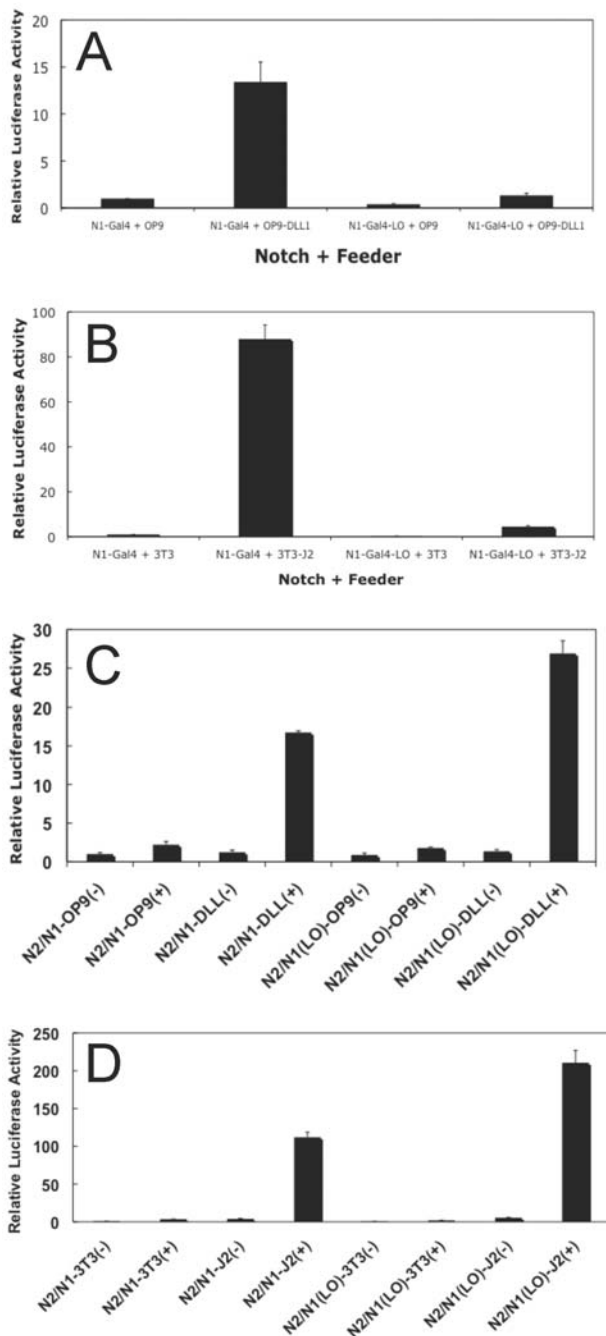 A
Relative Luciferase Activity
20
15
10
5
0
N1-Gal4 + OP9 N1-Gal4 + OP9-DLL1 N1-Gal4-LO + OP9 N1-Gal4-LO + OP9-DLL1
Notch + Feeder
B
Relative Luciferase Activity
100
80
60
40
20
0
N1-Gal4 + 3T3 N1-Gal4 + 3T3-J2 N1-Gal4-LO + 3T3 N1-Gal4-LO + 3T3-J2
Notch + Feeder
C
Relative Luciferase Activity
30
25
20
15
10
5
0
N2/N1-OP9(-)
N2/N1-OP9(+)
N2/N1-DLL(-)
N2/N1-DLL(+)
N2/N1(LO)-OP9(-)
N2/N1(LO)-OP9(+)
N2/N1(LO)-DLL(-)
N2/N1(LO)-DLL(+)
D
Relative Luciferase Activity
250
200
150
100
50
0
N2/N1-3T3(-)
N2/N1-3T3(+)
N2/N1-J2(-)
N2/N1-J2(+)
N2/N1(LO)-3T3(-)
N2/N1(LO)-3T3(+)
N2/N1(LO)-J2(-)
N2/N1(LO)-J2(+)